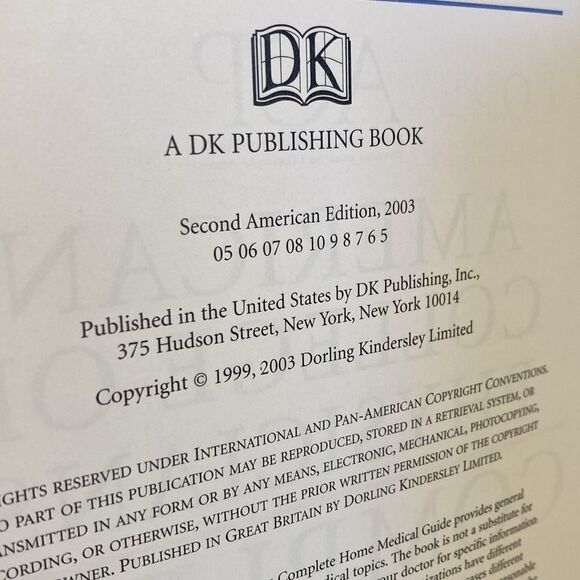 DK
A DK PUBLISHING BOOK
Second American Edition, 2003
05 06 07 08 10 9 8 7 6 5
Published in the United States by DK Publishing, Inc.,
375 Hudson Street, New York, New York 10014
Copyright © 1999, 2003 Dorling Kindersley Limited
RESERVED UNDER INTERNATIONAL AND PAN-AMERICAN COPYRIGHT CONVENTIONS.
PART OF THIS PUBLICATION MAY BE REPRODUCED, STORED IN A RETRIEVAL SYSTEM, OR
IN ANY FORM OR BY ANY MEANS, ELECTRONIC, MECHANICAL, PHOTOCOPYING,
OR OTHERWISE, WITHOUT THE PRIOR WRITTEN PERMISSION OF THE COPYRIGHT
OWNER. PUBLISHED IN GREAT BRITAIN BY DORLING KINDERSLEY LIMITED.
Complete Home Medical Guide provides general
topics. The book is not a substitute for
your doctor for specific information
have different
different